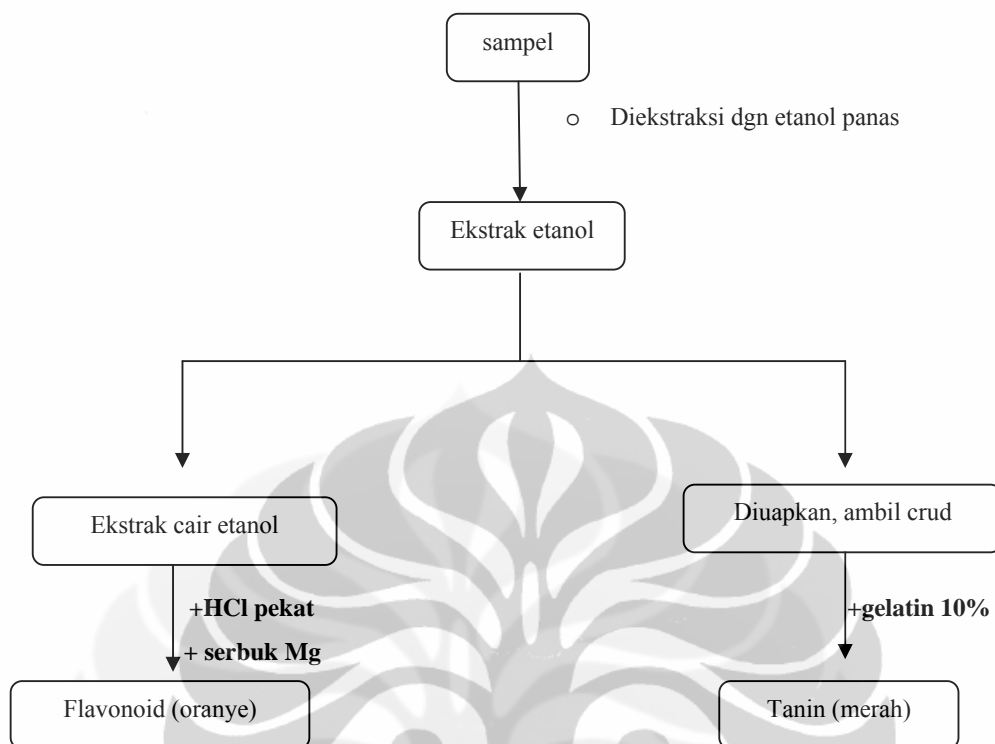 sampel
○ Diekstraksi dgn etanol panas
Ekstrak etanol
Ekstrak cair etanol
Diuapkan, ambil crud
+HCl pekat
+ serbuk Mg
+gelatin 10%
Flavonoid (oranye)
Tanin (merah)